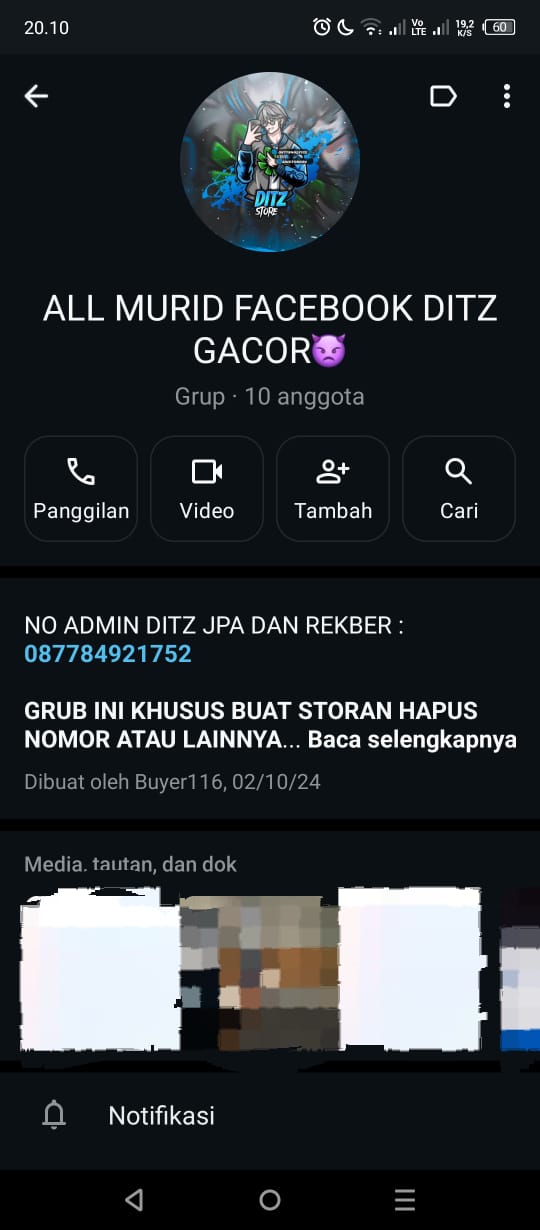 20.10
Vo
LTE
19,2
K/S
60
DITZ
STORE
ALL MURID FACEBOOK DITZ
GACOR😈
Grup · 10 anggota
Panggilan
Video
Tambah
Cari
NO ADMIN DITZ JPA DAN REKBER :
087784921752
GRUB INI KHUSUS BUAT STORAN HAPUS
NOMOR ATAU LAINNYA... Baca selengkapnya
Dibuat oleh Buyer116, 02/10/24
Media, tautan, dan dok
Notifikasi